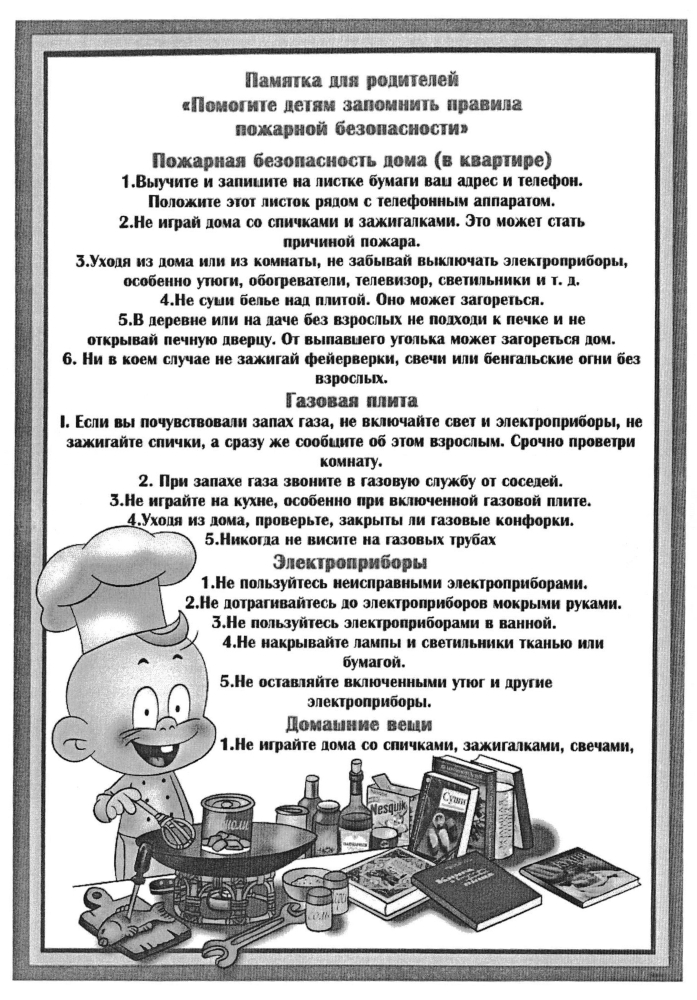 Памятка для родителей
«Помогите детям запомнить правила
пожарной безопасности»
Пожарная безопасность дома (в квартире)
1.Выучите и запишите на листке бумаги ваш адрес и телефон.
Положите этот листок рядом с телефонным аппаратом.
2.Не играй дома со спичками и зажигалками. Это может стать
причиной пожара.
3.Уходя из дома или из комнаты, не забывай выключать электроприборы,
особенно утюги, обогреватели, телевизор, светильники и т. д.
4.Не суши белье над плитой. Оно может загореться.
5.В деревне или на даче без взрослых не подходи к печке и не
открывай печную дверцу. От выпавшего уголька может загореться дом.
6. Ни в коем случае не зажигай фейерверки, свечи или бенгальские огни без
взрослых.
Газовая плита
I. Если вы почувствовали запах газа, не включайте свет и электроприборы, не
зажигайте спички, а сразу же сообщите об этом взрослым. Срочно проветри
комнату.
2. При запахе газа звоните в газовую службу от соседей.
3.Не играйте на кухне, особенно при включенной газовой плите.
4.Уходя из дома, проверьте, закрыты ли газовые конфорки.
5.Никогда не висите на газовых трубах
Электроприборы
1.Не пользуйтесь неисправными электроприборами.
2.Не дотрагивайтесь до электроприборов мокрыми руками.
3.Не пользуйтесь электроприборами в ванной.
4.Не накрывайте лампы и светильники тканью или
бумагой.
5.Не оставляйте включенными утюг и другие
электроприборы.
Домашние вещи
1.Не играйте дома со спичками, зажигалками, свечами,
Nesquik
Суши
соль